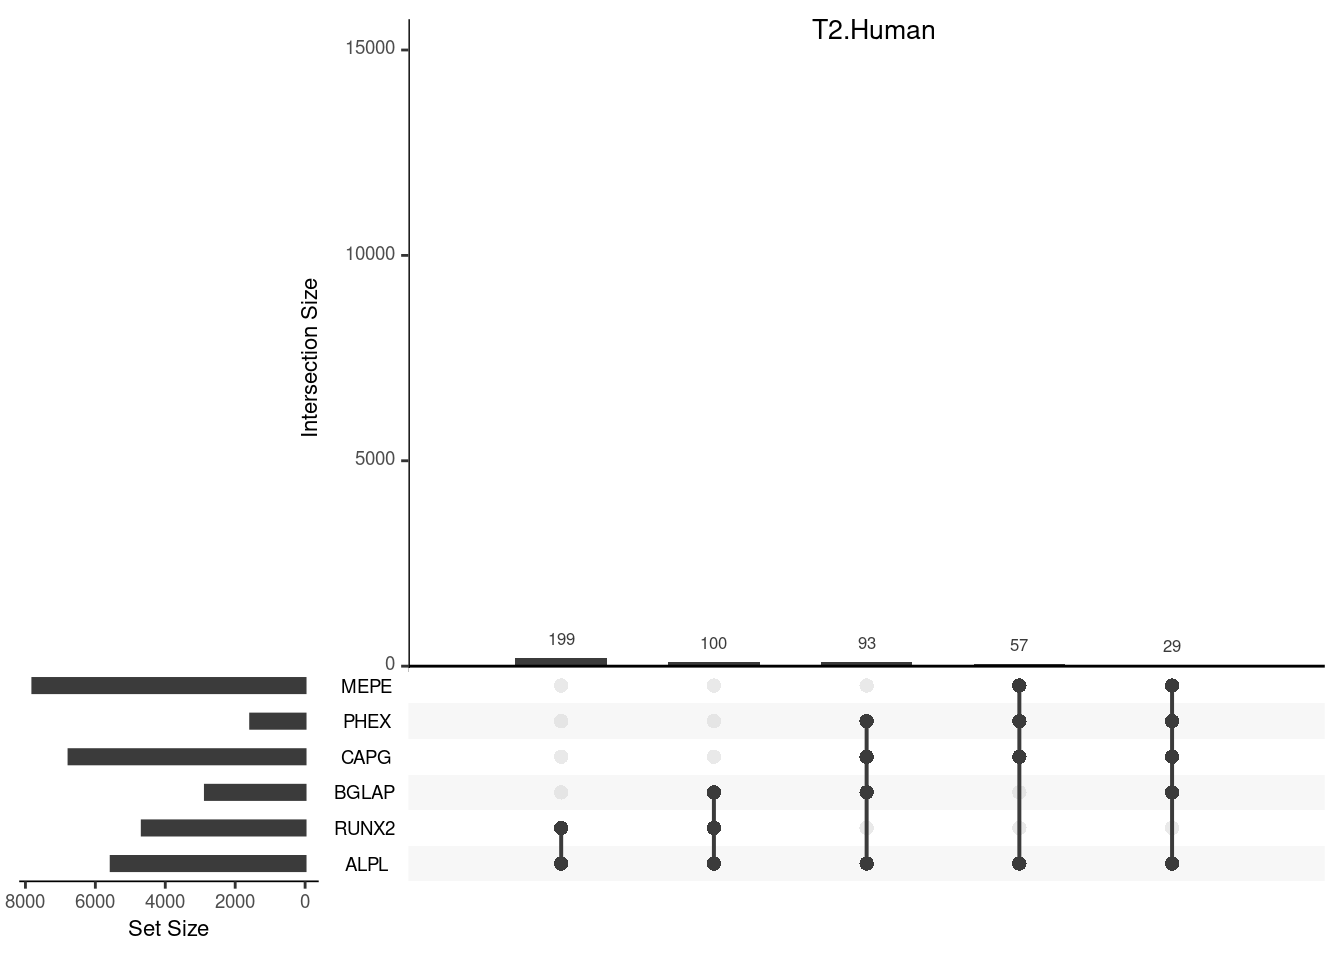 T2.Human
15000
10000
5000
0
Intersection Size
199
100
93
57
29
MEPE
PHEX
CAPG
BGLAP
RUNX2
ALPL
8000 6000 4000 2000 0
Set Size